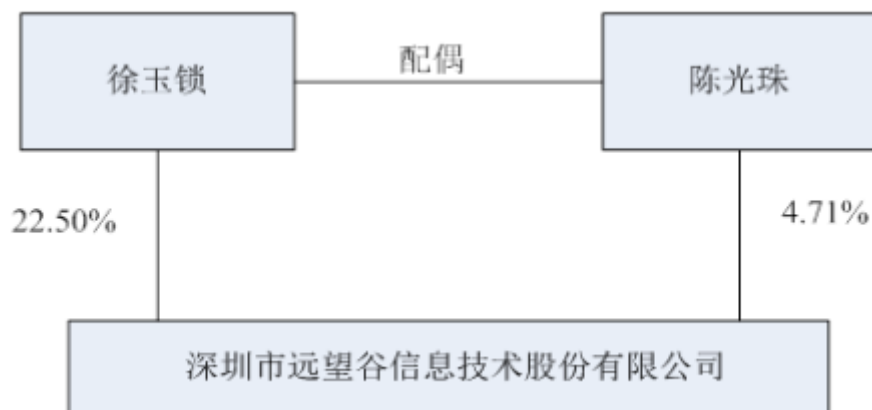 配偶
徐玉锁
陈光珠
22.50%
4.71%
深圳市远望谷信息技术股份有限公司